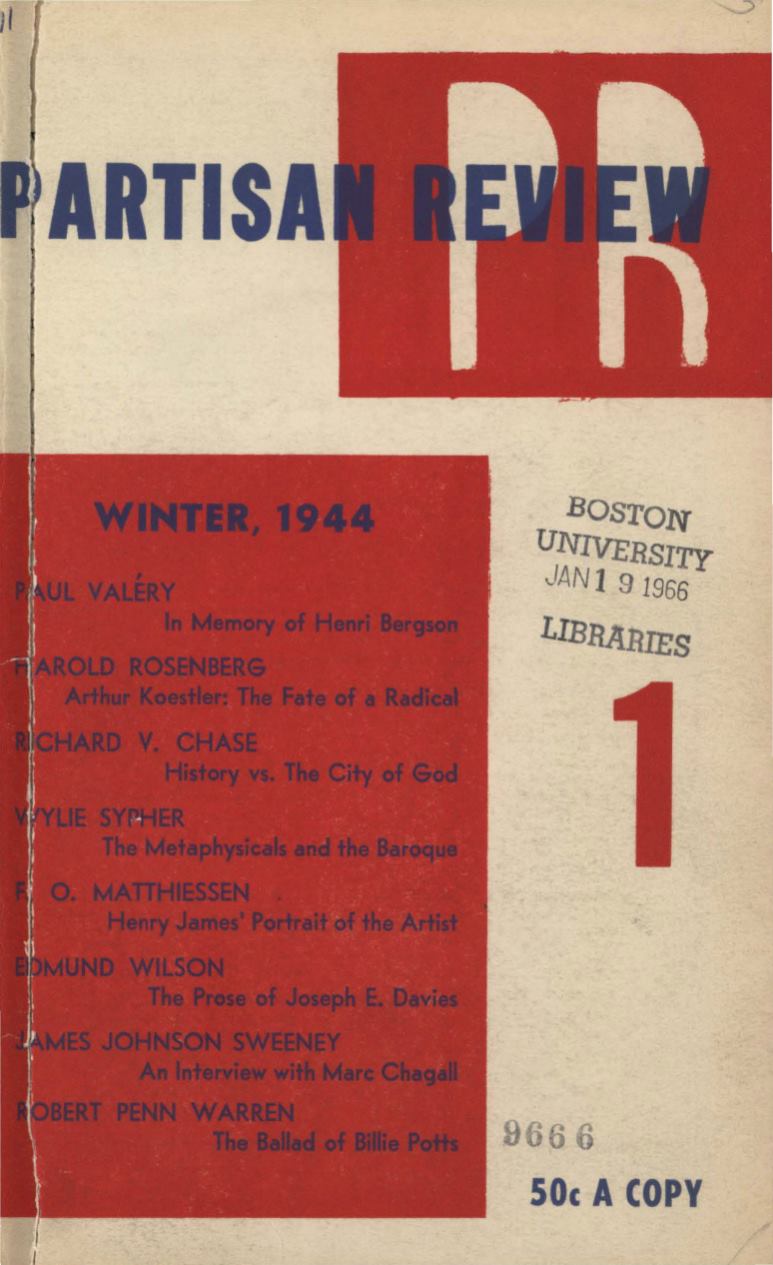 PR
PARTISAN REVIEW
WINTER, 1944
PAUL VALÉRY
In Memory of Henri Bergson
HAROLD ROSENBERG
Arthur Koestler: The Fate of a Radical
RICHARD V. CHASE
History vs. The City of God
WYLIE SYPHER
The Metaphysicals and the Baroque
F. O. MATTHIESSEN
Henry James' Portrait of the Artist
EDMUND WILSON
The Prose of Joseph E. Davies
JAMES JOHNSON SWEENEY
An Interview with Marc Chagall
ROBERT PENN WARREN
The Ballad of Billie Potts
BOSTON
UNIVERSITY
JAN 19 1966
LIBRARIES
1
9666
50c A COPY